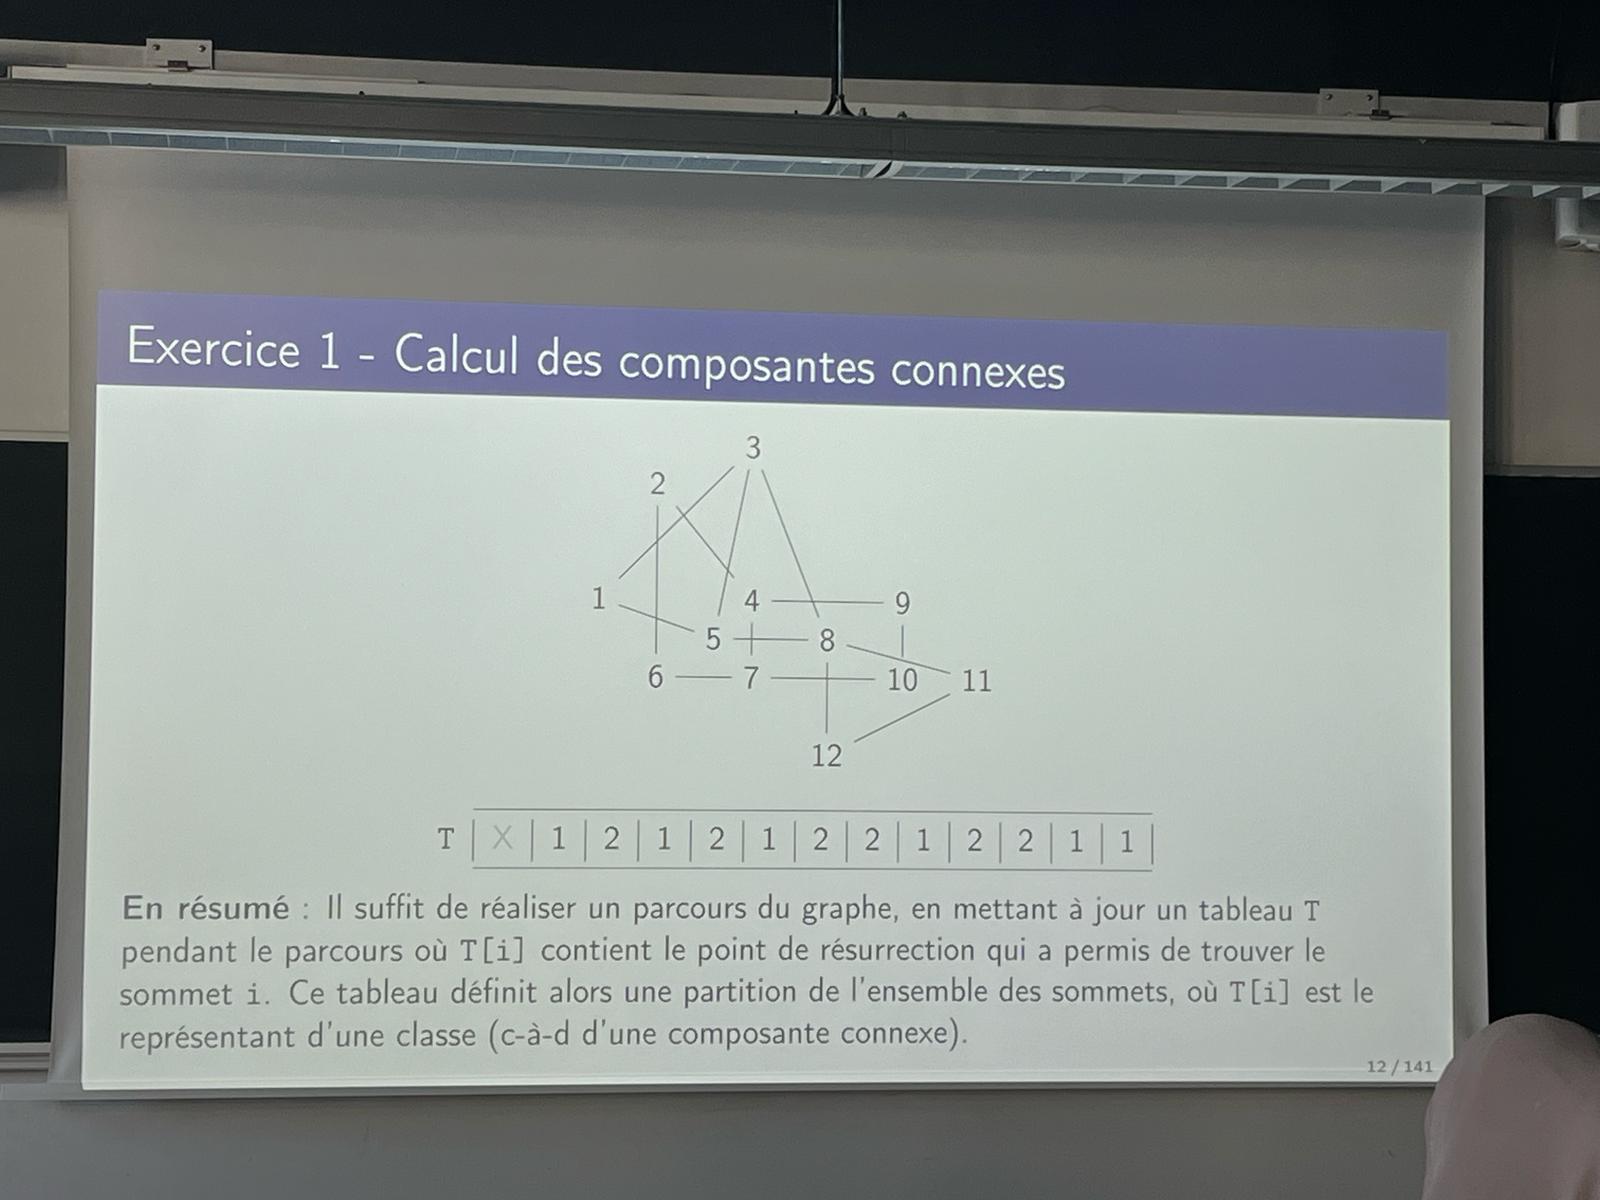 Exercice 1 - Calcul des composantes connexes
3
2
1 4 9
5 8
6 7 10 11
12
T X 1 2 1 2 1 2 2 1 2 2 1 1
En résumé : Il suffit de réaliser un parcours du graphe, en mettant à jour un tableau T
pendant le parcours où T[i] contient le point de résurrection qui a permis de trouver le
sommet i. Ce tableau définit alors une partition de l'ensemble des sommets, où T[i] est le
représentant d'une classe (c-à-d d'une composante connexe).
12 / 141